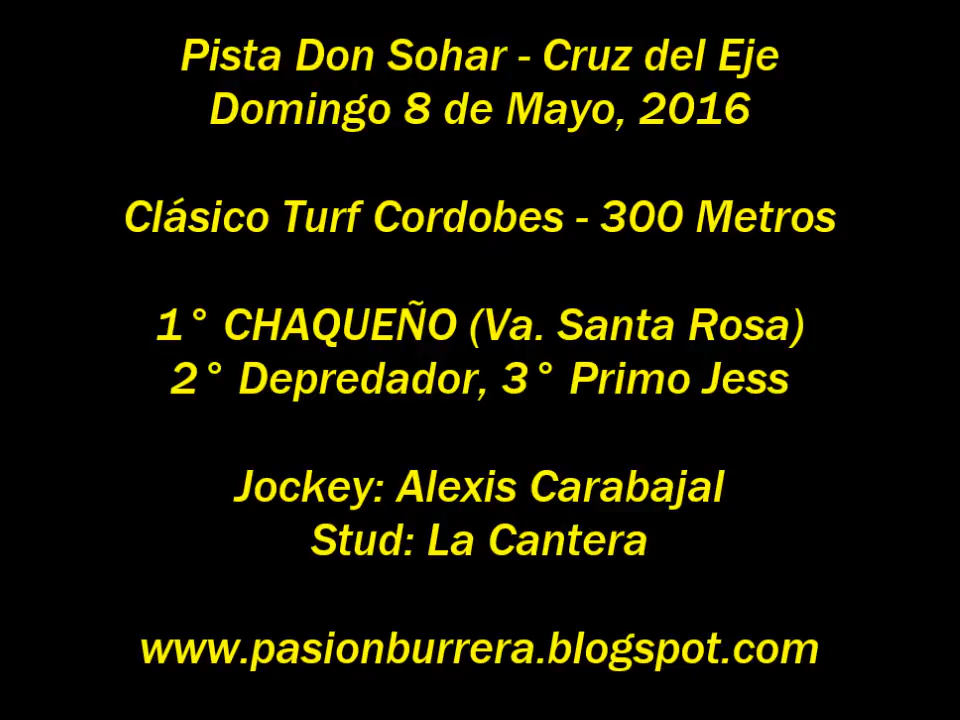 Pista Don Sohar - Cruz del Eje
Domingo 8 de Mayo, 2016
Clásico Turf Cordobes - 300 Metros
1° CHAQUEÑO (Va. Santa Rosa)
2° Depredador, 3° Primo Jess
Jockey: Alexis Carabajal
Stud: La Cantera
www.pasionburrera.blogspot.com